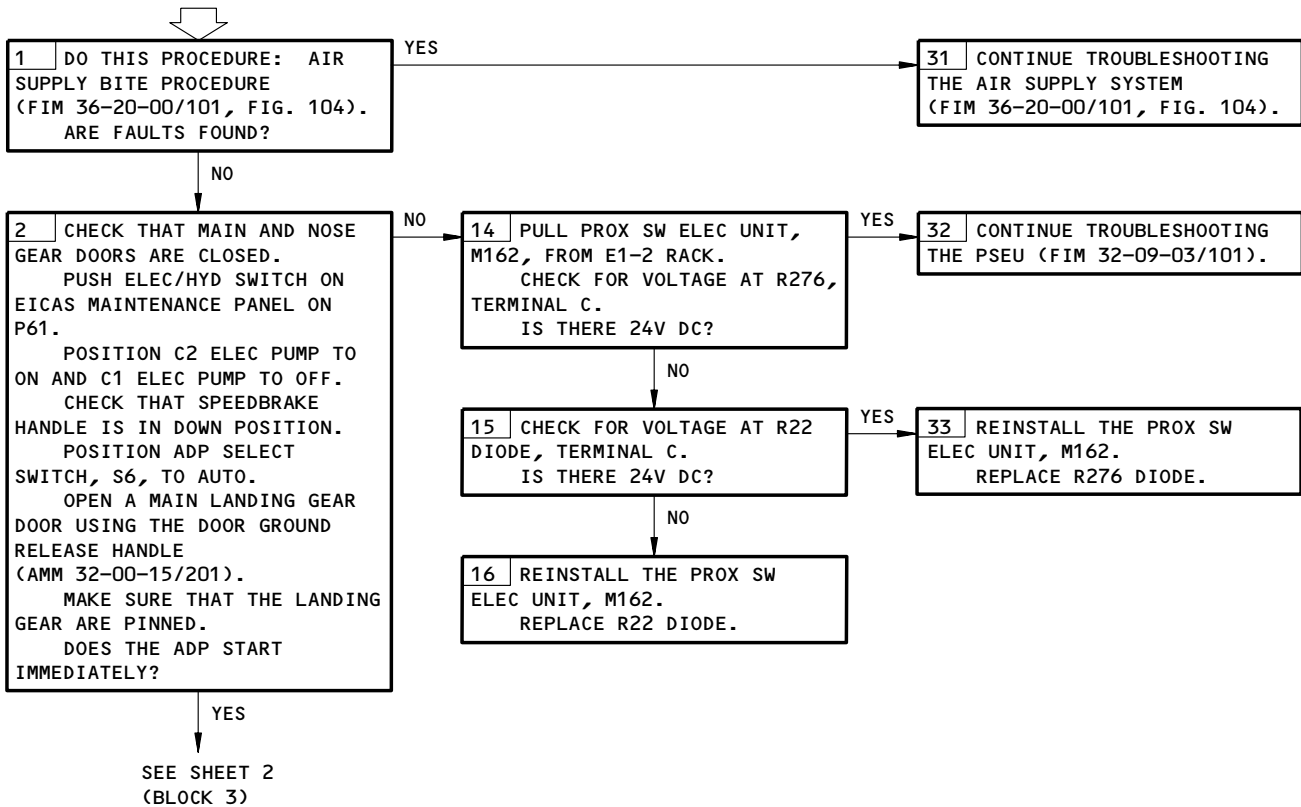 1 DO THIS PROCEDURE: AIR
SUPPLY BITE PROCEDURE
(FIM 36-20-00/101, FIG. 104).
ARE FAULTS FOUND?
YES
31 CONTINUE TROUBLESHOOTING
THE AIR SUPPLY SYSTEM
(FIM 36-20-00/101, FIG. 104).
NO
2 CHECK THAT MAIN AND NOSE
GEAR DOORS ARE CLOSED.
PUSH ELEC/HYD SWITCH ON
EICAS MAINTENANCE PANEL ON
P61.
POSITION C2 ELEC PUMP TO
ON AND C1 ELEC PUMP TO OFF.
CHECK THAT SPEEDBRAKE
HANDLE IS IN DOWN POSITION.
POSITION ADP SELECT
SWITCH, S6, TO AUTO.
OPEN A MAIN LANDING GEAR
DOOR USING THE DOOR GROUND
RELEASE HANDLE
(AMM 32-00-15/201).
MAKE SURE THAT THE LANDING
GEAR ARE PINNED.
DOES THE ADP START
IMMEDIATELY?
NO
14 PULL PROX SW ELEC UNIT,
M162, FROM E1-2 RACK.
CHECK FOR VOLTAGE AT R276,
TERMINAL C.
IS THERE 24V DC?
YES
32 CONTINUE TROUBLESHOOTING
THE PSEU (FIM 32-09-03/101).
NO
15 CHECK FOR VOLTAGE AT R22
DIODE, TERMINAL C.
IS THERE 24V DC?
YES
33 REINSTALL THE PROX SW
ELEC UNIT, M162.
REPLACE R276 DIODE.
NO
16 REINSTALL THE PROX SW
ELEC UNIT, M162.
REPLACE R22 DIODE.
YES
SEE SHEET 2
(BLOCK 3)